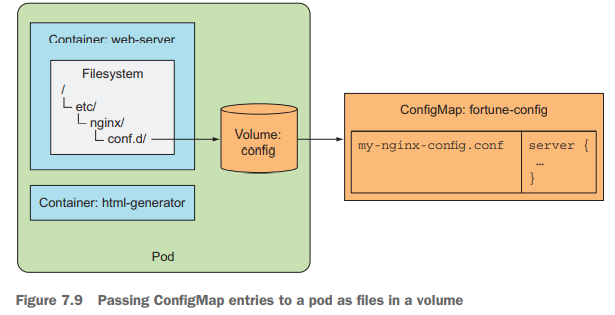 Container: web-server
Filesystem
/
etc/
nginx/
conf.d/
Volume:
config
ConfigMap: fortune-config
my-nginx-config.conf
server {
...
}
Container: html-generator
Pod
Figure 7.9 Passing ConfigMap entries to a pod as files in a volume